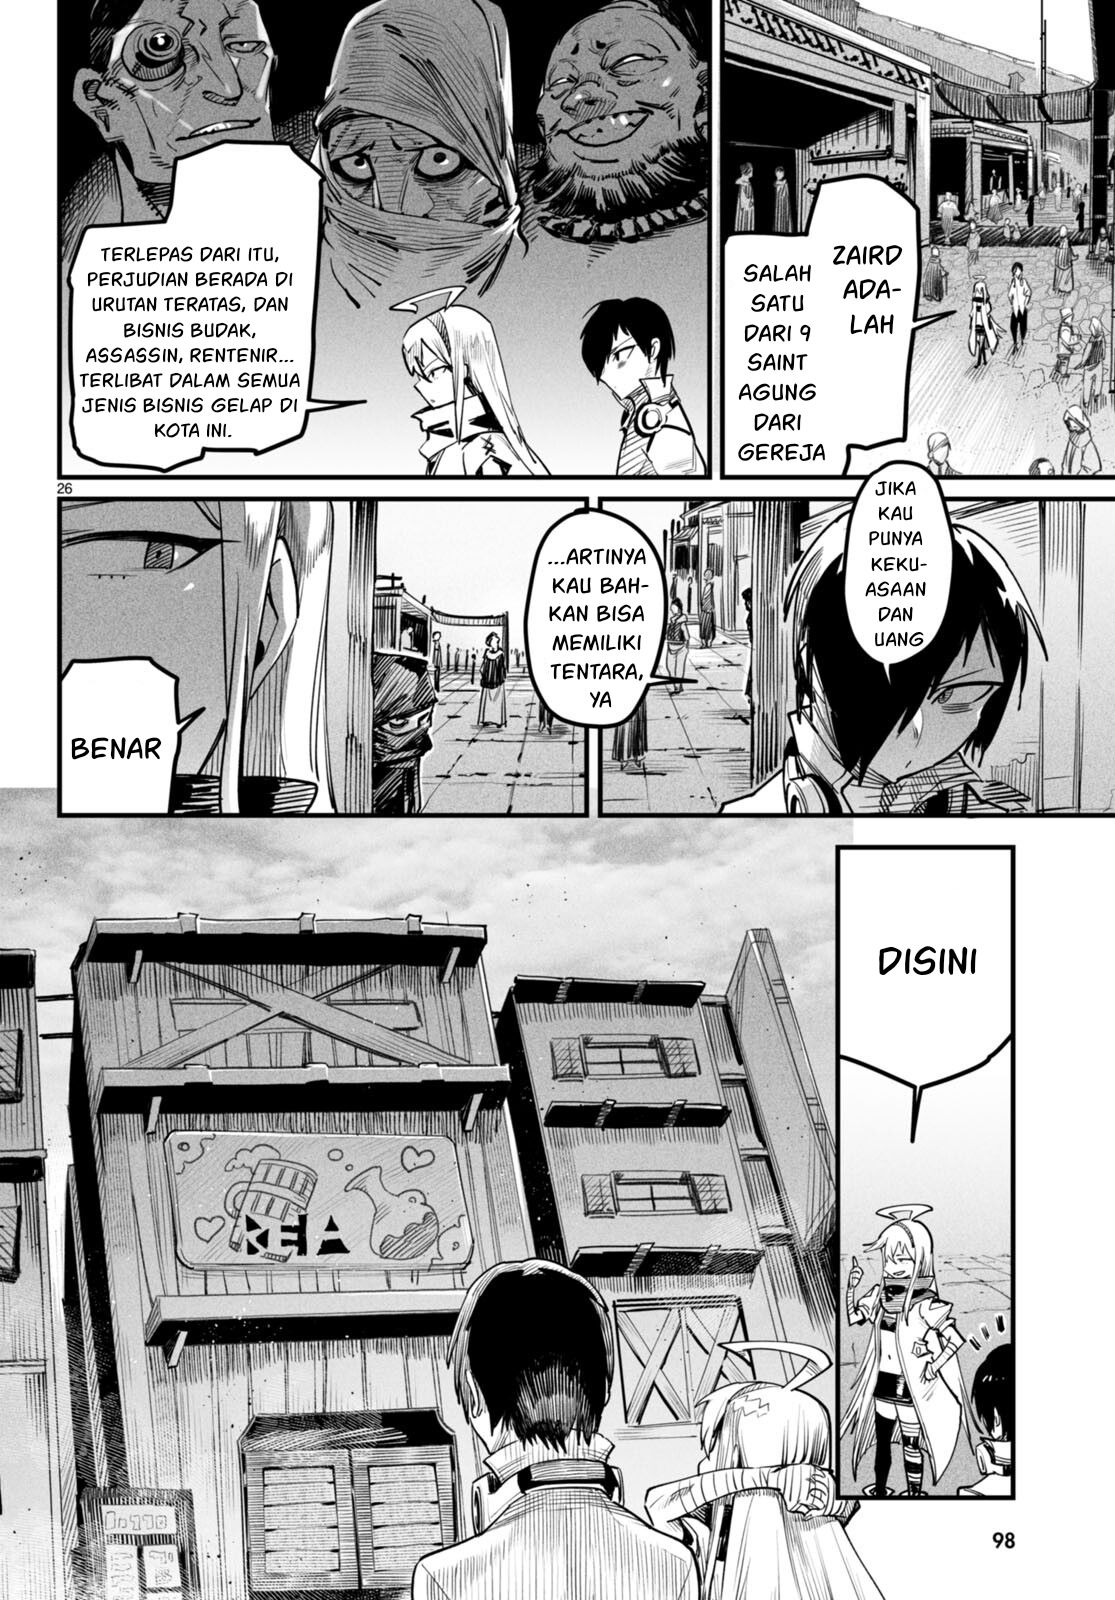 ZAIRD
ADA-
LAH
SALAH
SATU
DARI 9
SAINT
AGUNG
DARI
GEREJA
TERLEPAS DARI ITU,
PERJUDIAN BERADA DI
URUTAN TERATAS, DAN
BISNIS BUDAK,
ASSASSIN, RENTENIR...
TERLIBAT DALAM SEMUA
JENIS BISNIS GELAP DI
KOTA INI.
26
JIKA
KAU
PUNYA
KEKU-
ASAAN
DAN
UANG
...ARTINYA
KAU BAH-
KAN BISA
MEMILIKI
TENTARA,
YA
BENAR
DISINI
98